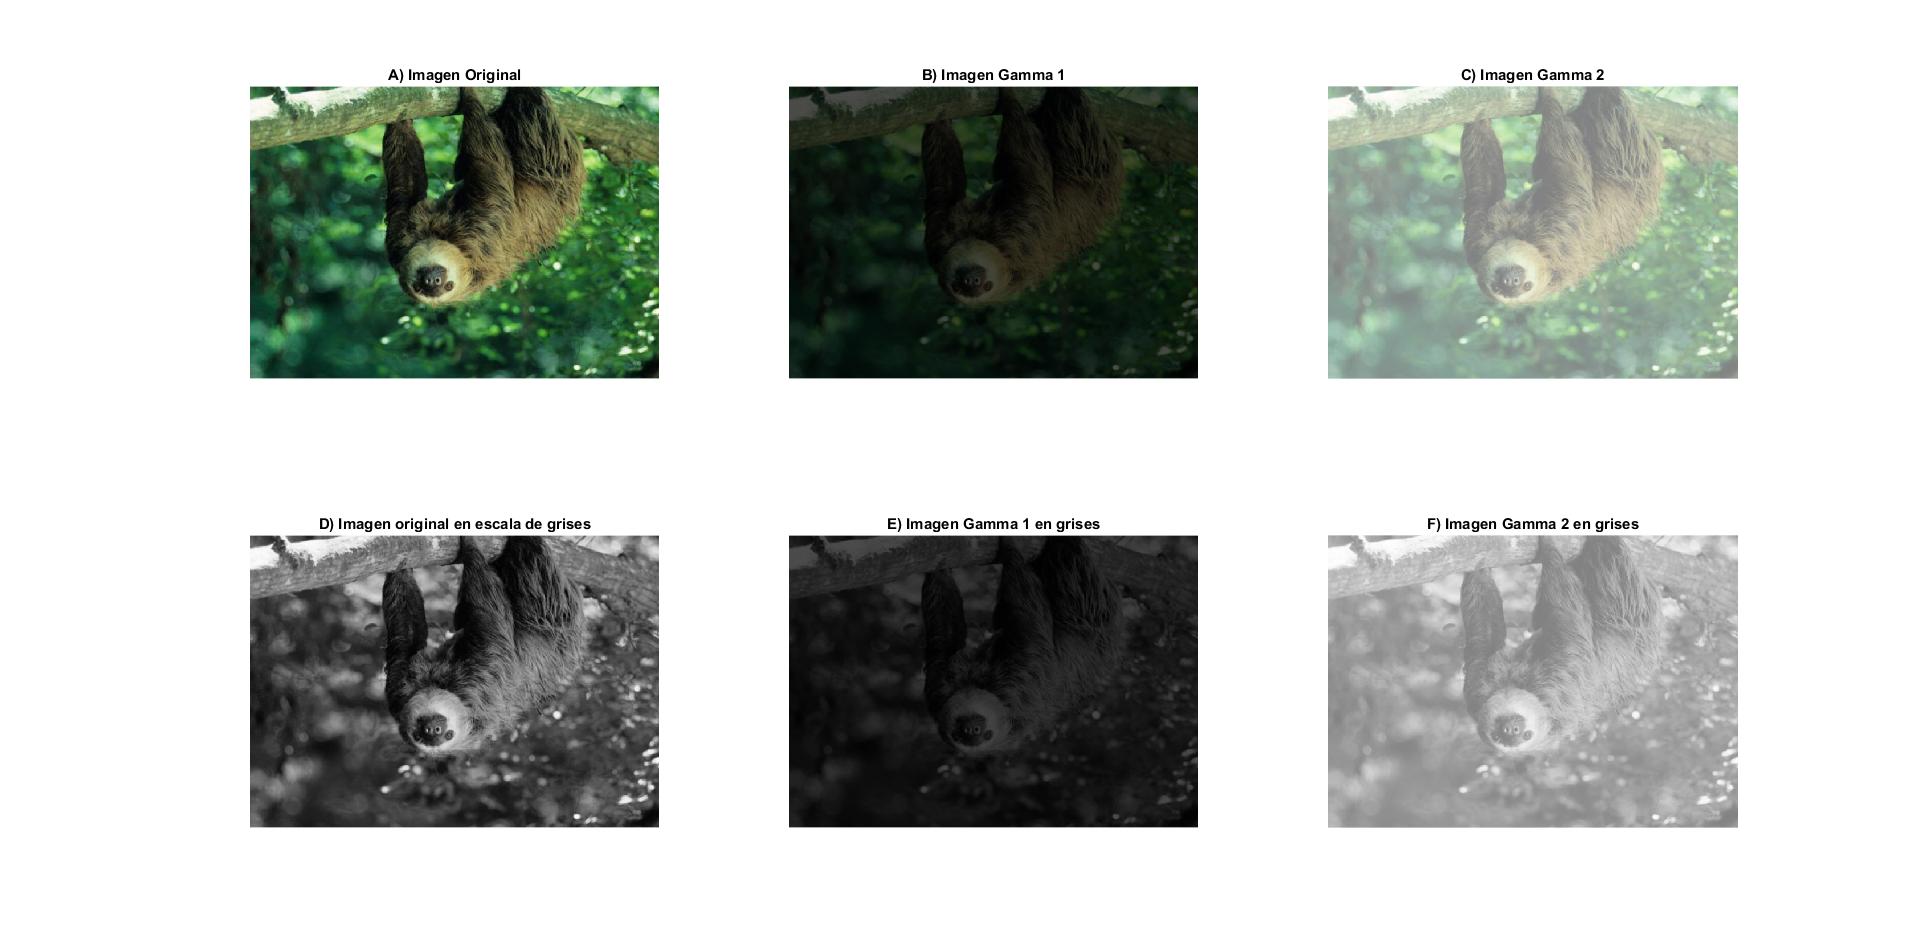 A) Imagen Original
B) Imagen Gamma 1
C) Imagen Gamma 2
D) Imagen original en escala de grises
E) Imagen Gamma 1 en grises
F) Imagen Gamma 2 en grises